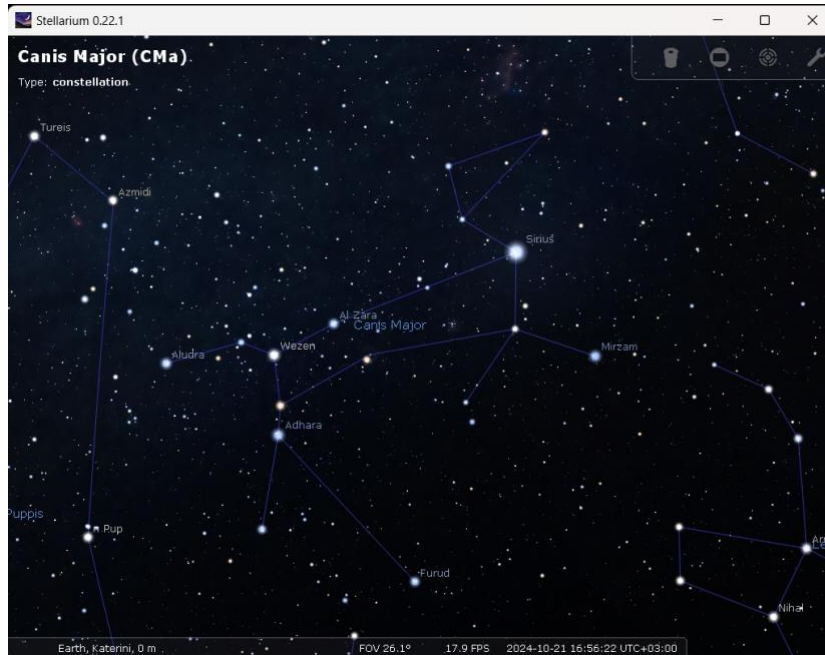 Stellarium 0.22.1
Canis Major (CMa)
Type: constellation
Tureis
Azmidi
Sirius
Al Zara
Canis Major
Wezen
Mirzam
Aludra
Adhara
Puppis
π Pup
Furud
Nihal
Earth, Katerini, 0 m
FOV 26.1°
17.9 FPS
2024-10-21 16:56:22 UTC+03:00